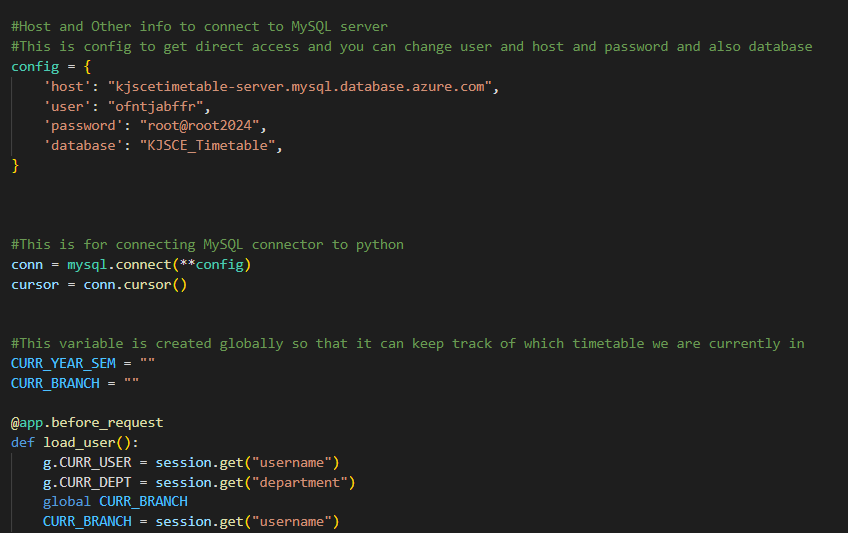 #Host and Other info to connect to MySQL server
#This is config to get direct access and you can change user and host and password and also database
config = {
    'host': "kjscetimetable-server.mysql.database.azure.com",
    'user': "ofntjabffr",
    'password': "root@root2024",
    'database': "KJSCE_Timetable",
}
#This is for connecting MySQL connector to python
conn = mysql.connect(**config)
cursor = conn.cursor()
#This variable is created globally so that it can keep track of which timetable we are currently in
CURR_YEAR_SEM = ""
CURR_BRANCH = ""
@app.before_request
def load_user():
    g.CURR_USER = session.get("username")
    g.CURR_DEPT = session.get("department")
    global CURR_BRANCH
    CURR_BRANCH = session.get("username")